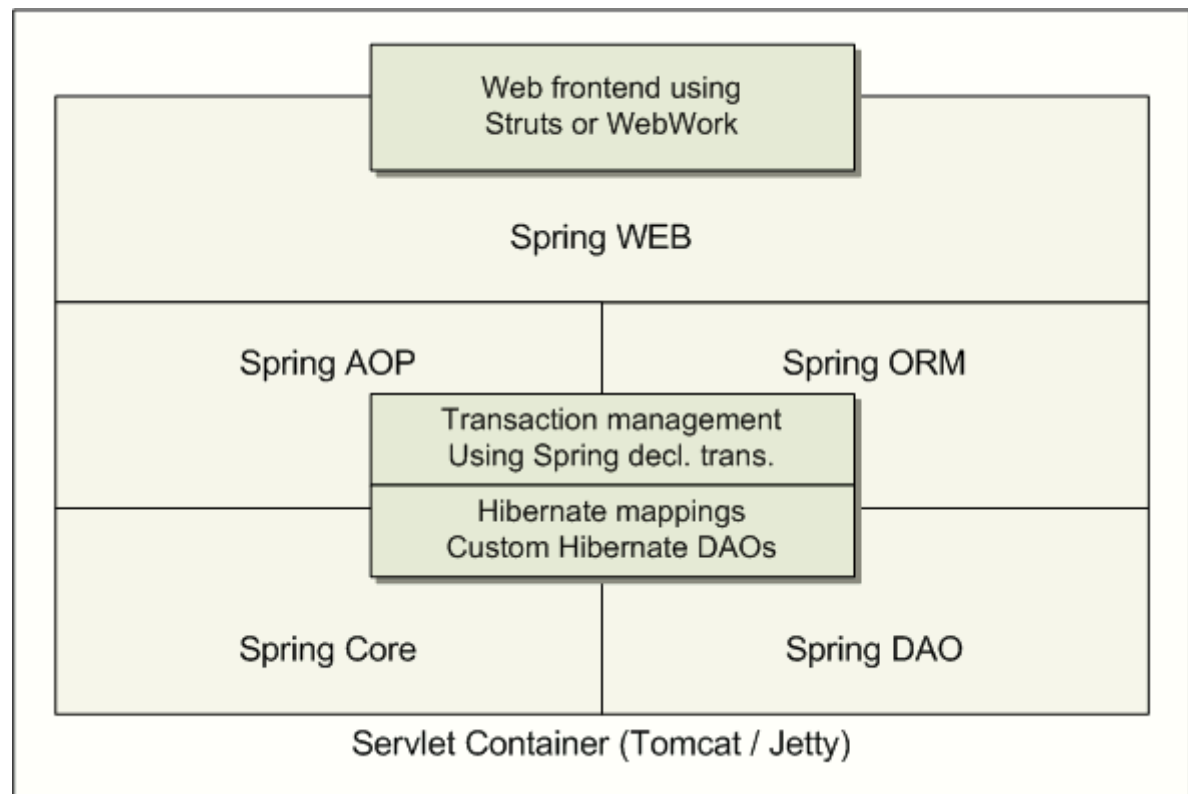 Web frontend using
Struts or WebWork
Spring WEB
Spring AOP
Spring ORM
Transaction management
Using Spring decl. trans.
Hibernate mappings
Custom Hibernate DAOs
Spring Core
Spring DAO
Servlet Container (Tomcat / Jetty)